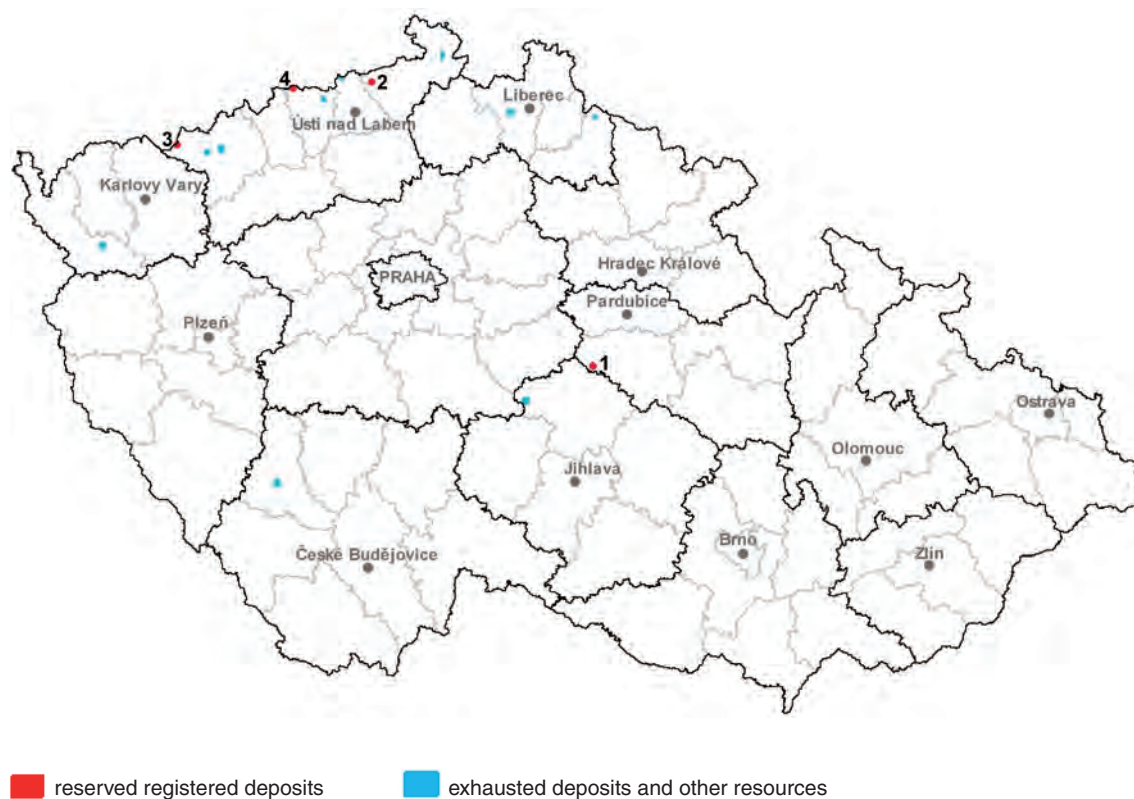 4
2
Liberec
Ústí nad Labem
3
Karlovy Vary
Hradec Králové
PRAHA
Pardubice
Plzeň
1
Ostrava
Olomouc
Jihlava
Brno
Zlín
České Budějovice
reserved registered deposits
exhausted deposits and other resources